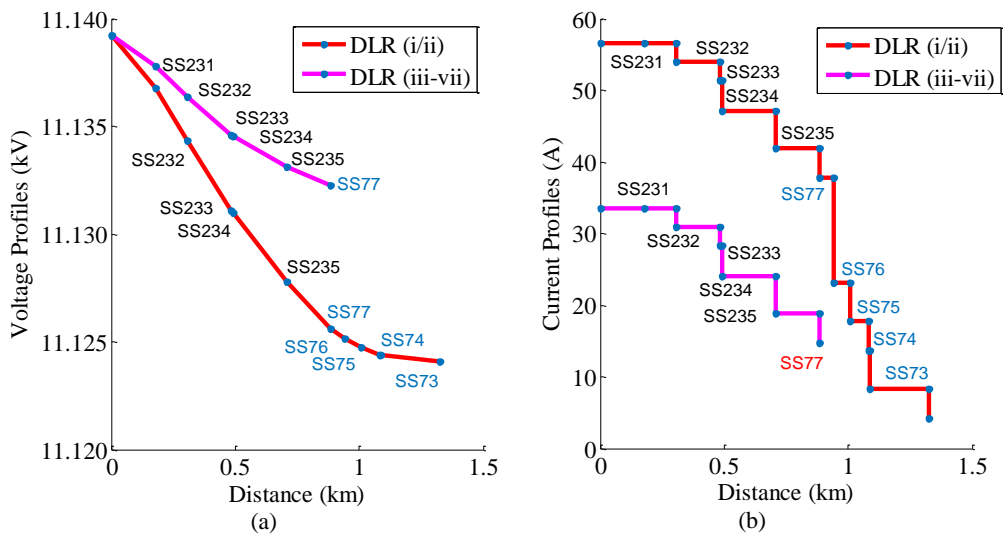 11.140
11.135
11.130
11.125
11.120
Voltage Profiles (kV)
DLR (i/ii)
DLR (iii-vii)
SS231
SS232
SS233
SS234
SS235
SS77
SS232
SS233
SS234
SS235
SS77
SS76
SS74
SS75
SS73
0
0.5
1
1.5
Distance (km)
(a)
60
50
40
30
20
10
0
Current Profiles (A)
DLR (i/ii)
DLR (iii-vii)
SS231
SS232
SS233
SS234
SS235
SS77
SS231
SS232
SS233
SS234
SS235
SS77
SS76
SS75
SS74
SS73
0
0.5
1
1.5
Distance (km)
(b)